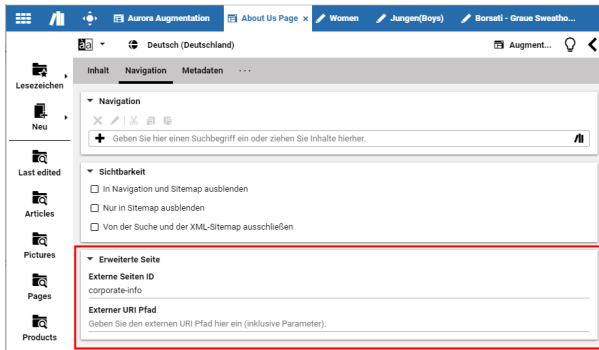 Aurora Augmentation
About Us Page ×
Women
Jungen(Boys)
Borsati - Graue Sweatho...
Deutsch (Deutschland)
Augment...
Inhalt Navigation Metadaten ...
Lesezeichen
Neu
Last edited
Articles
Pictures
Pages
Products
Navigation
Geben Sie hier einen Suchbegriff ein oder ziehen Sie Inhalte hierher.
Sichtbarkeit
In Navigation und Sitemap ausblenden
Nur in Sitemap ausblenden
Von der Suche und der XML-Sitemap ausschließen
Erweiterte Seite
Externe Seiten ID
corporate-info
Externer URI Pfad
Geben Sie den externen URI Pfad hier ein (inklusive Parameter).